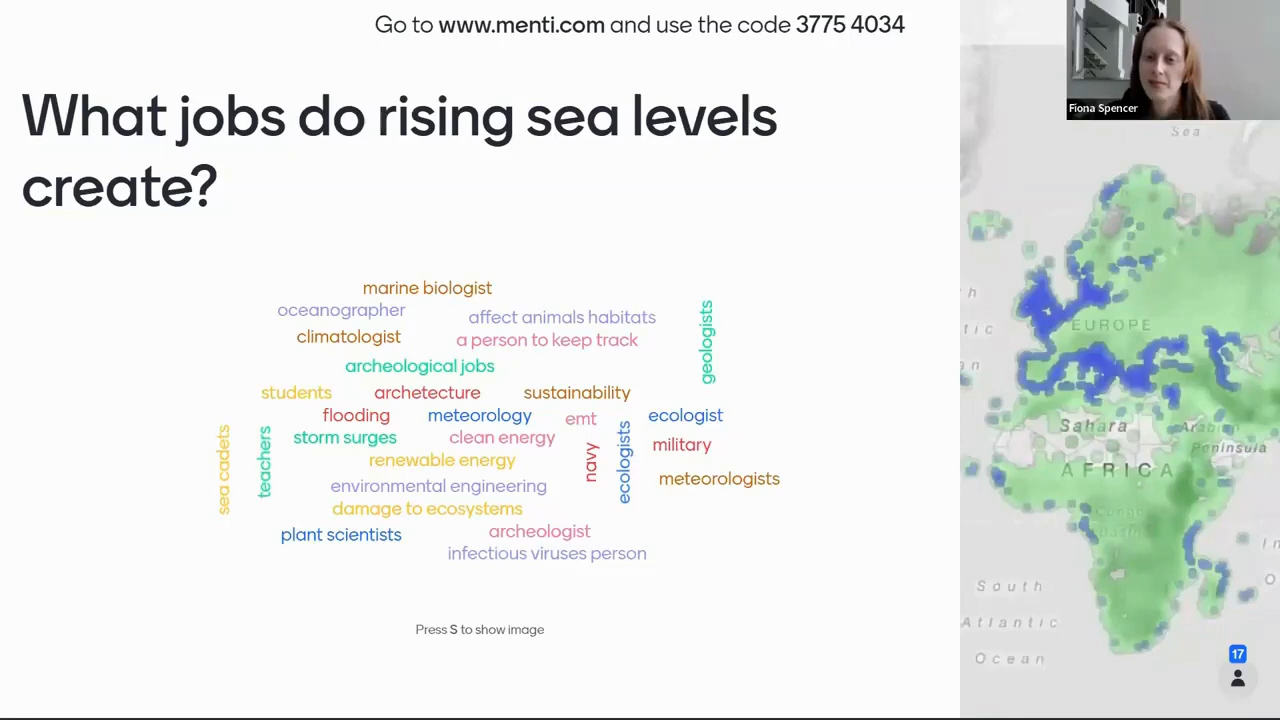 Go to www.menti.com and use the code 3775 4034
What jobs do rising sea levels
create?
marine biologist
oceanographer
affect animals habitats
climatologist
a person to keep track
geologists
archeological jobs
students
archetecture
sustainability
flooding
meteorology
emt
ecologist
storm surges
clean energy
military
sea cadets
teachers
renewable energy
navy
ecologists
environmental engineering
meteorologists
damage to ecosystems
plant scientists
archeologist
infectious viruses person
Press S to show image
Fiona Spencer
Sea
EUROPE
Sahara
Arabian
Peninsula
AFRICA
Congo
South
Atlantic
Ocean
17